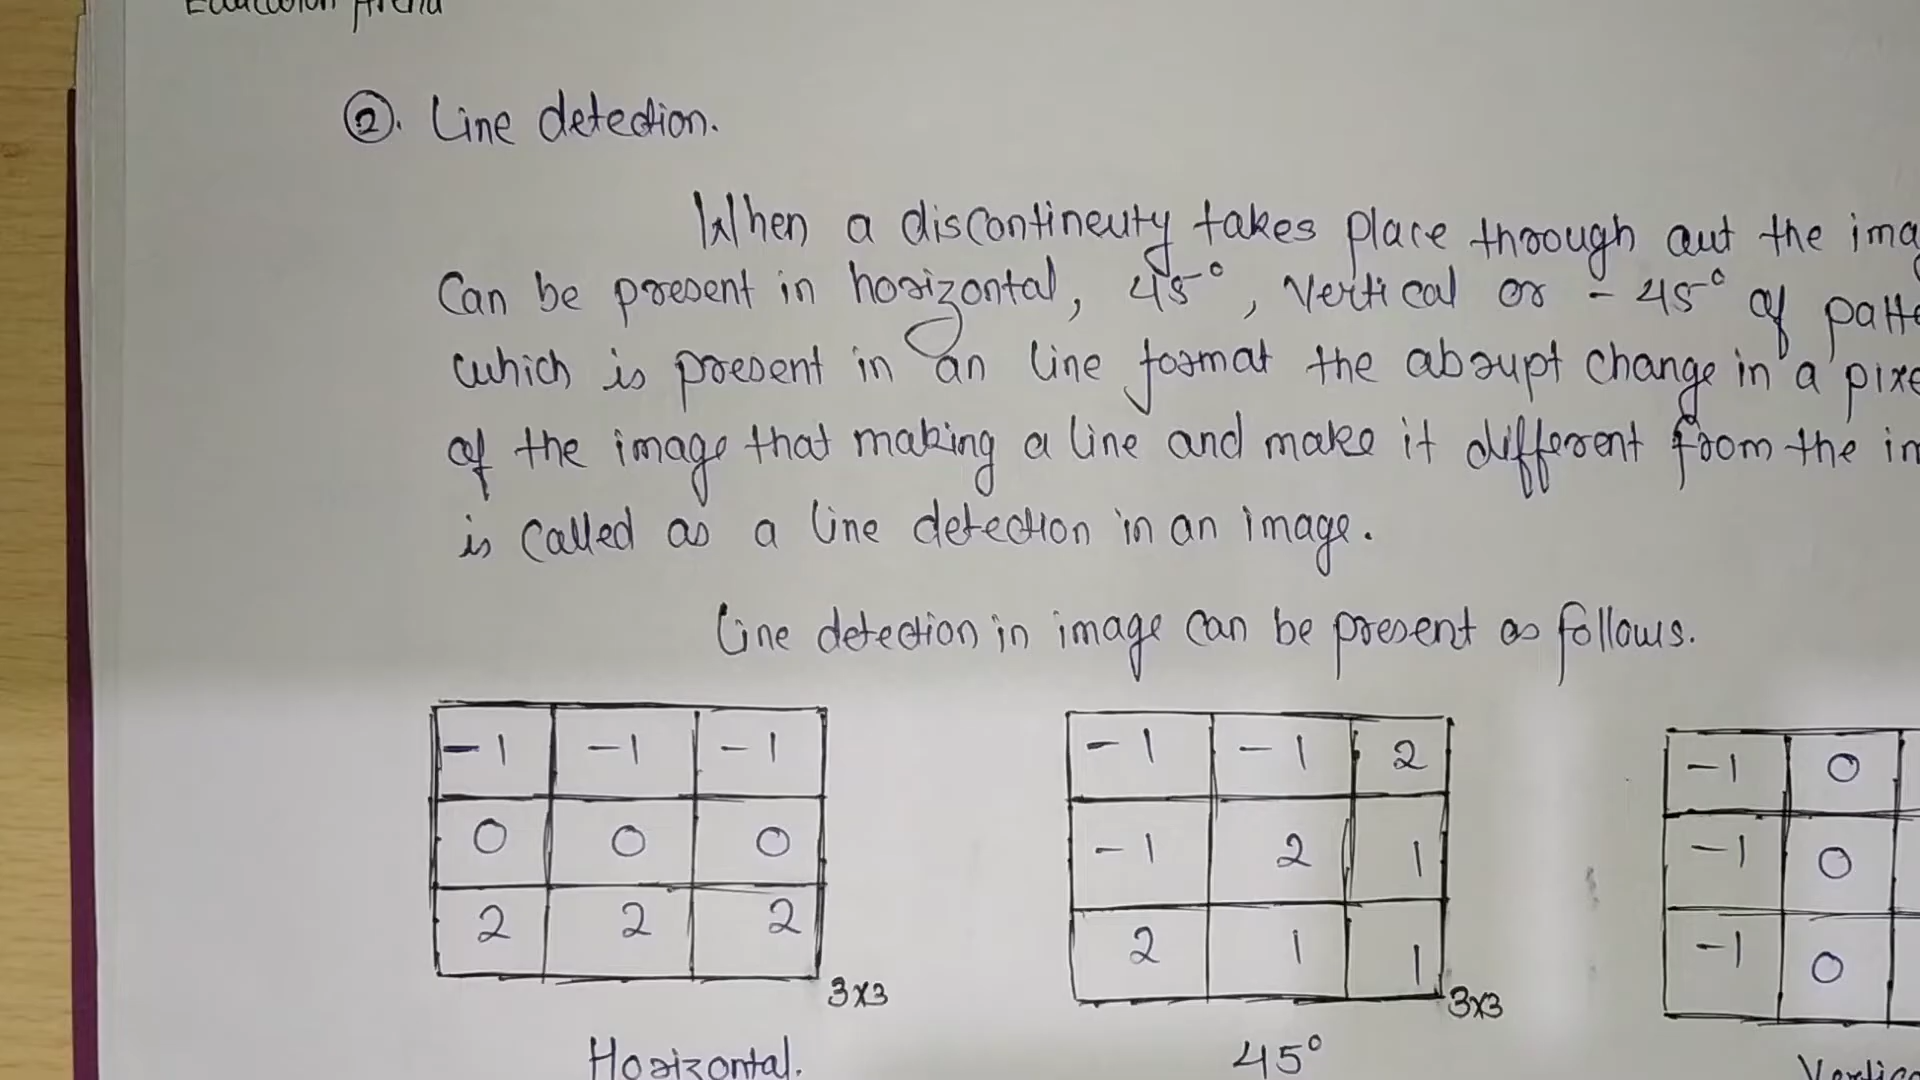 Education Arena
②. Line detection.
When a discontineuty takes place through out the
Can be present in horizontal, 45°, Vertical or -45° of
which is present in an line format the abrupt change in a
of the image that making a line and make it different from the
is called as a line detection in an image.
Line detection in image can be present as follows.
-1 -1 -1 -1 -1 2 -1 0
0 0 0 -1 2 1 -1 0
2 2 2 2 1 1 -1 0
3x3 3x3
Horizontal. 45°